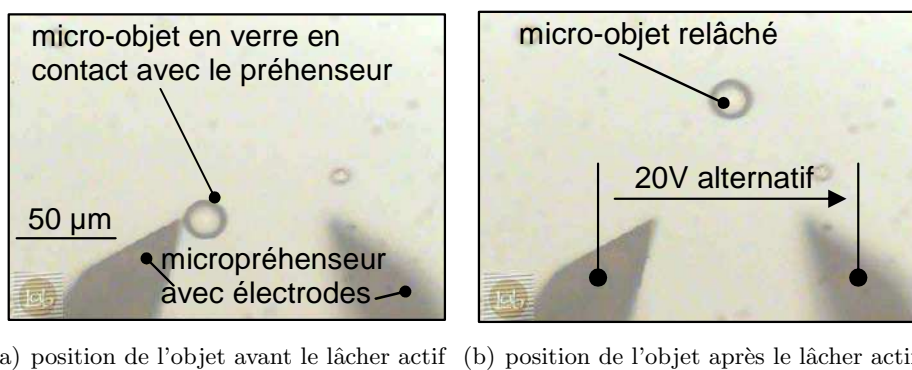 micro-objet en verre en
contact avec le préhenseur
50 µm
micropréhenseur
avec électrodes
micro-objet relâché
20V alternatif
a) position de l'objet avant le lâcher actif
(b) position de l'objet après le lâcher acti